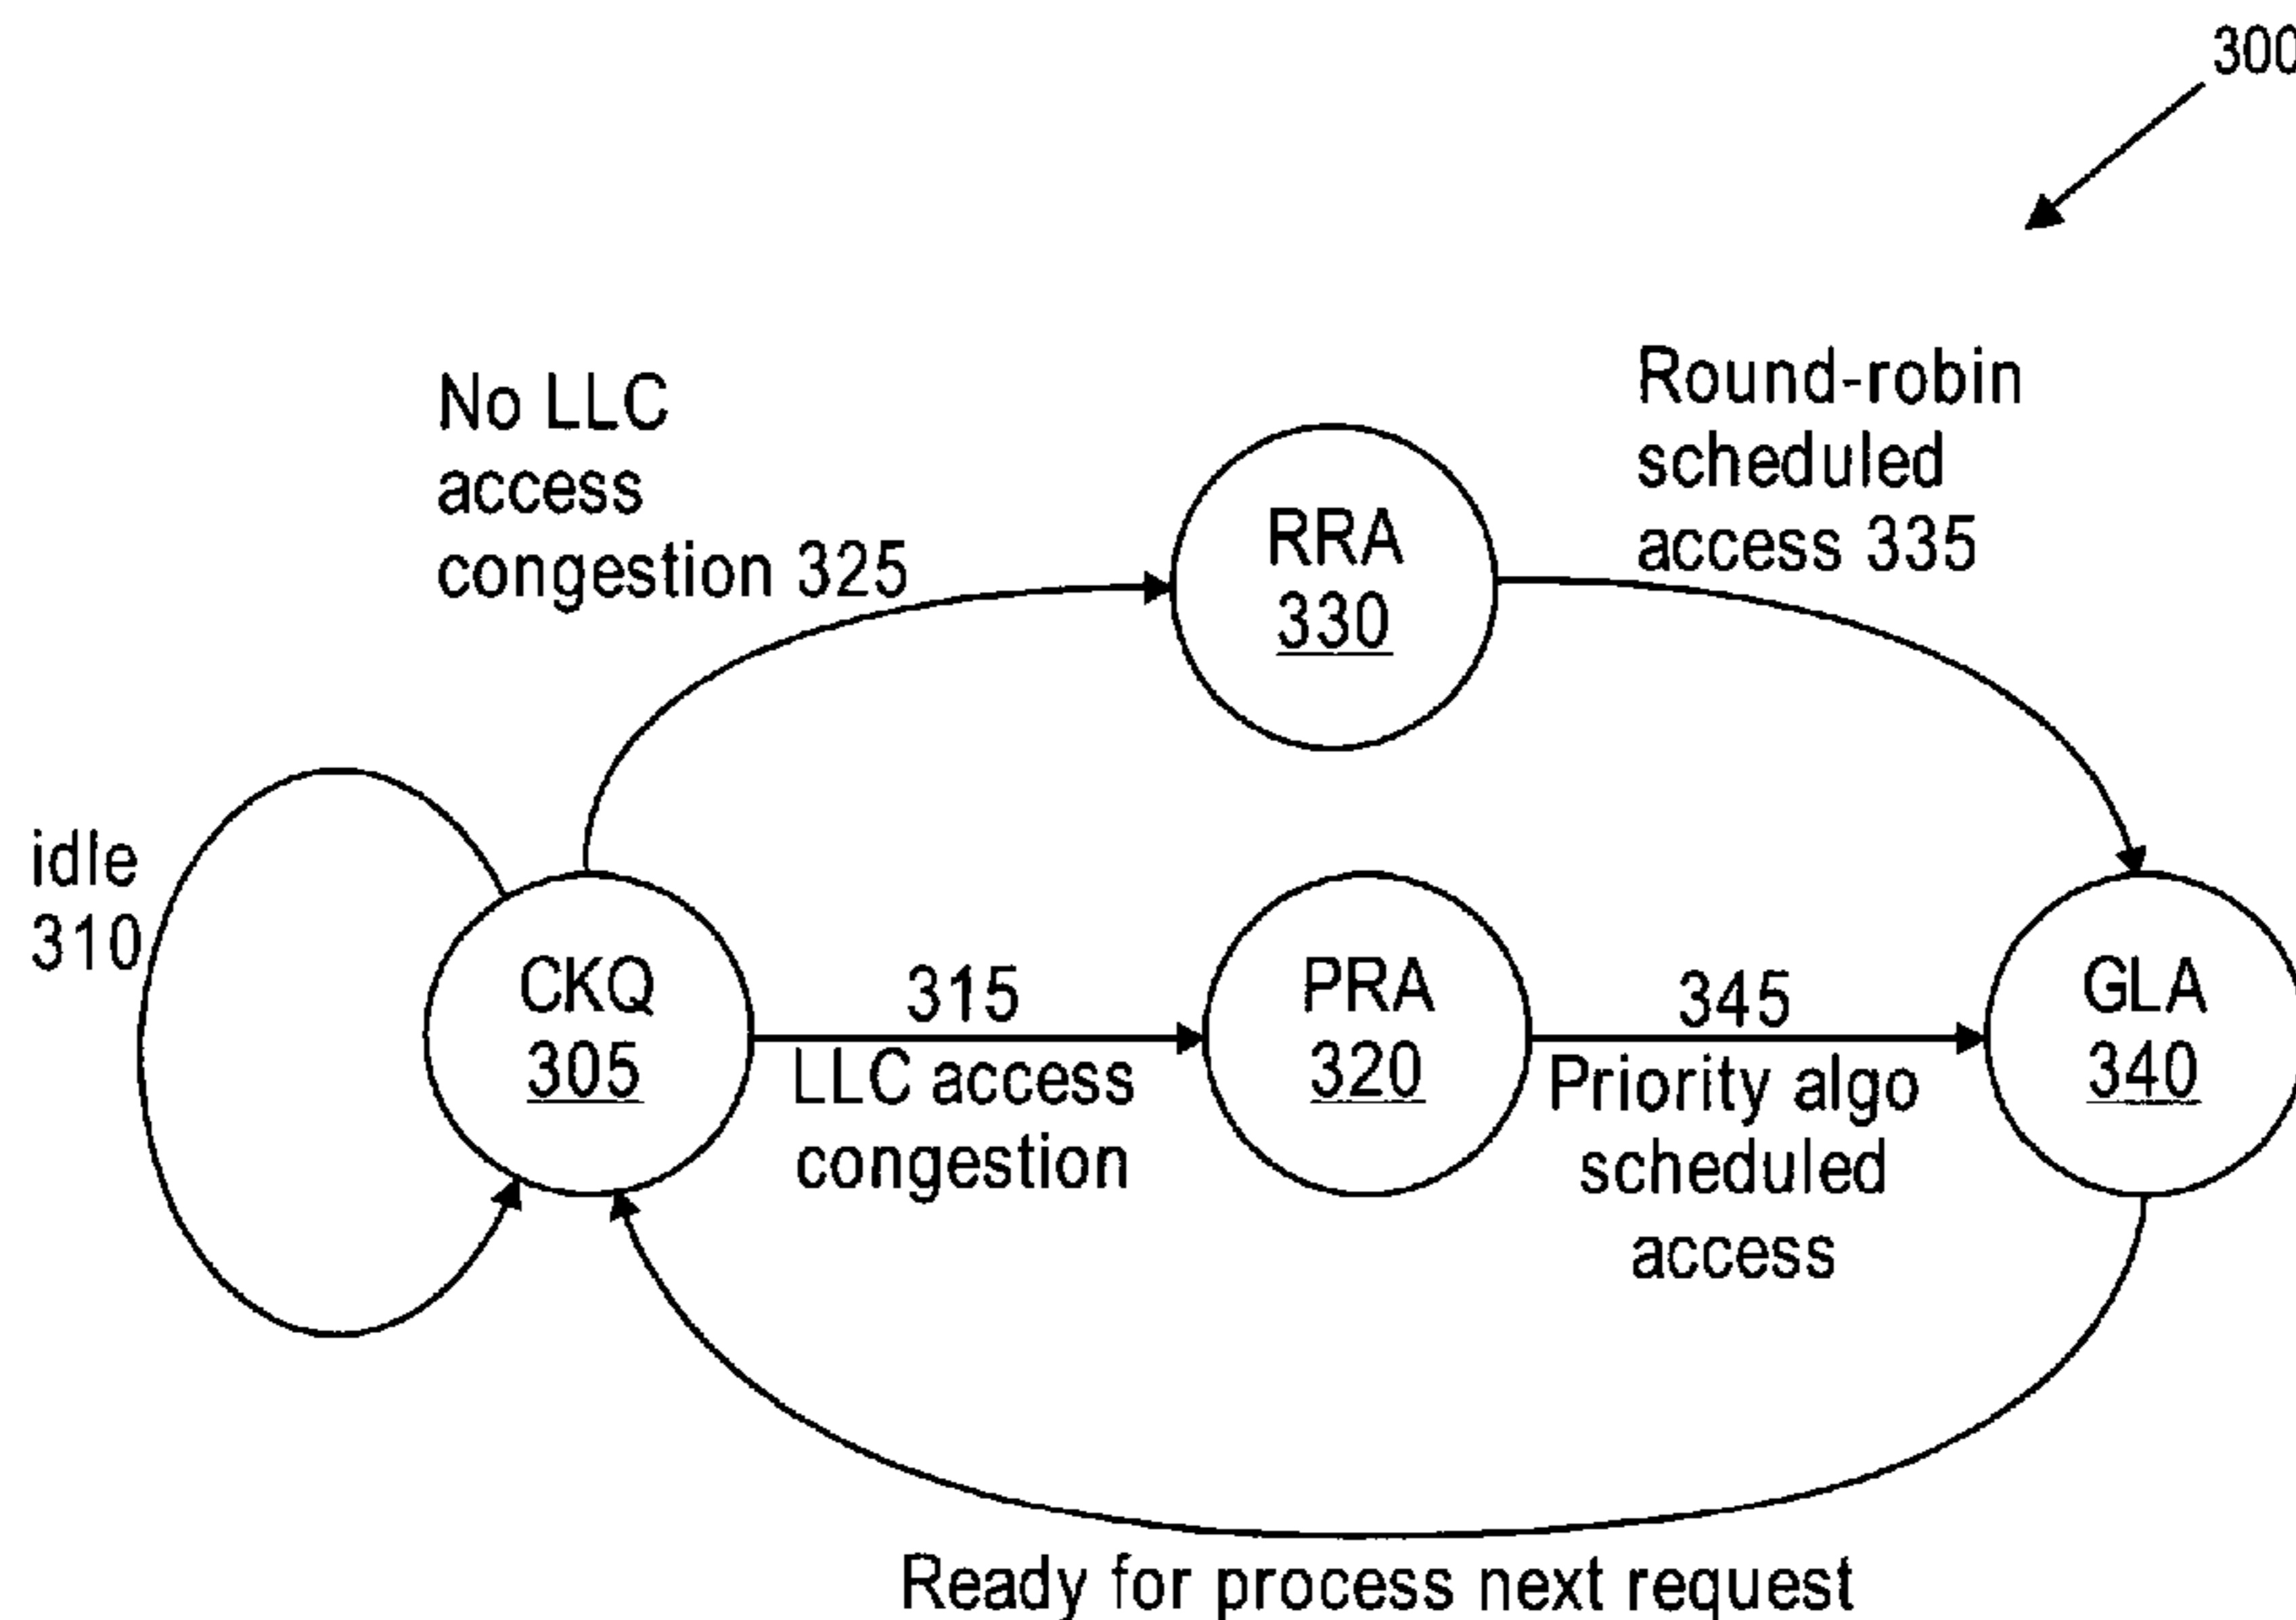 300
No LLC
access
congestion 325
Round-robin
scheduled
access 335
RRA
330
idle
310
CKQ
305
315
LLC access
congestion
PRA
320
345
Priority algo
scheduled
access
GLA
340
Ready for process next request